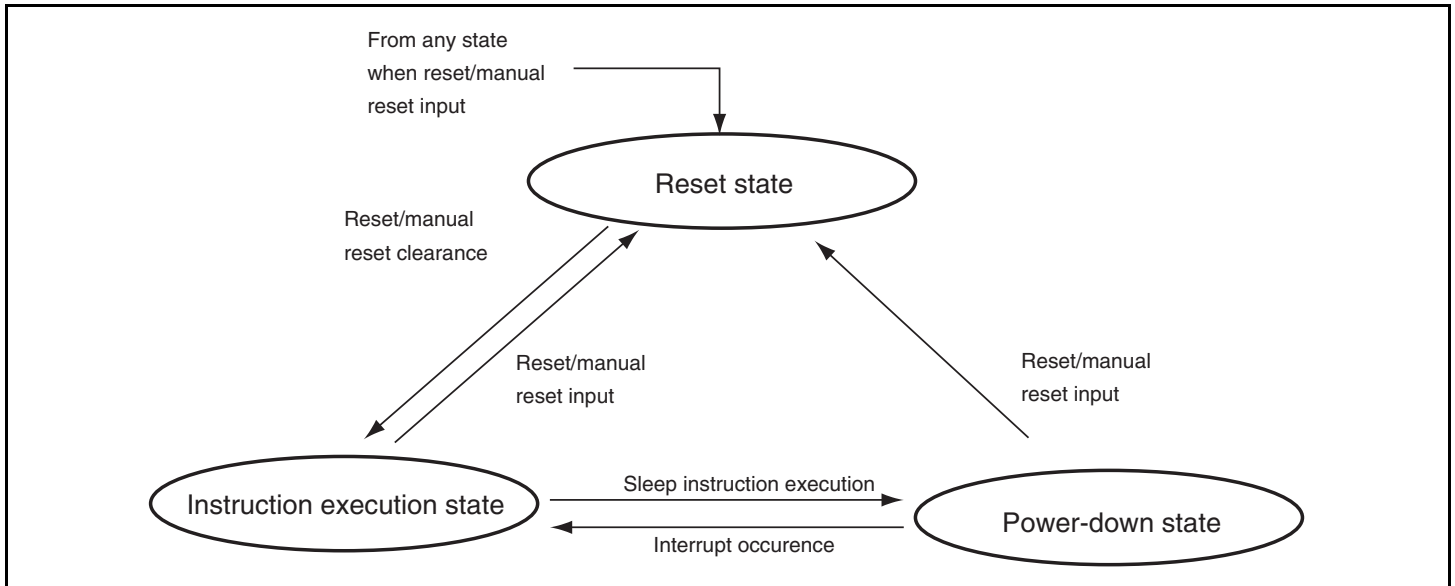 From any state
when reset/manual
reset input
Reset state
Reset/manual
reset clearance
Reset/manual
reset input
Reset/manual
reset input
Instruction execution state
Sleep instruction execution
Interrupt occurence
Power-down state